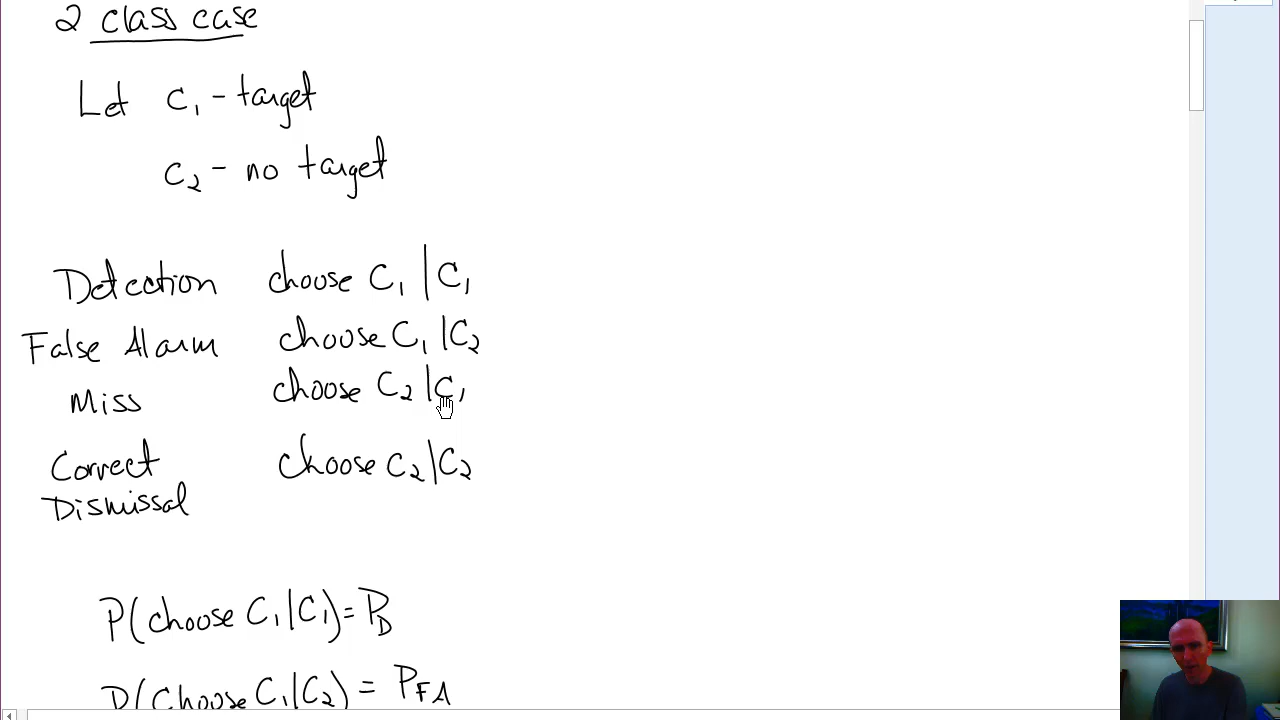 2 class case
Let C₁ - target
C₂ - no target
Detection choose C₁ | C₁
False Alarm choose C₁ | C₂
Miss choose C₂ | C₁
Correct choose C₂ | C₂
Dismissal
P(choose C₁ | C₁) = P_D
P(choose C₁ | C₂) = P_FA